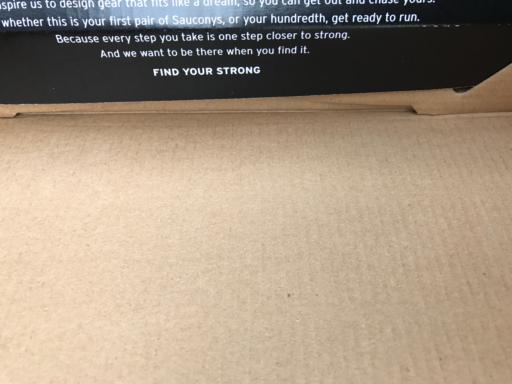 spire us to design gear that fits like a dream, so you can get out and chase yours.
whether this is your first pair of Sauconys, or your hundredth, get ready to run.
Because every step you take is one step closer to strong.
And we want to be there when you find it.
FIND YOUR STRONG